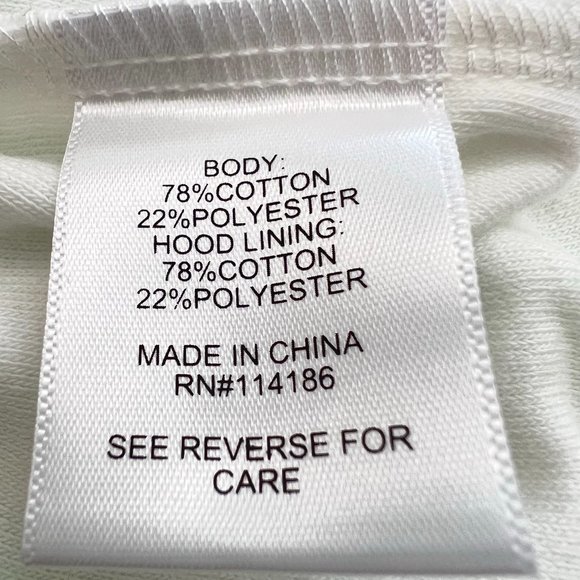 BODY:
78%COTTON
22%POLYESTER
HOOD LINING:
78%COTTON
22%POLYESTER
MADE IN CHINA
RN#114186
SEE REVERSE FOR
CARE